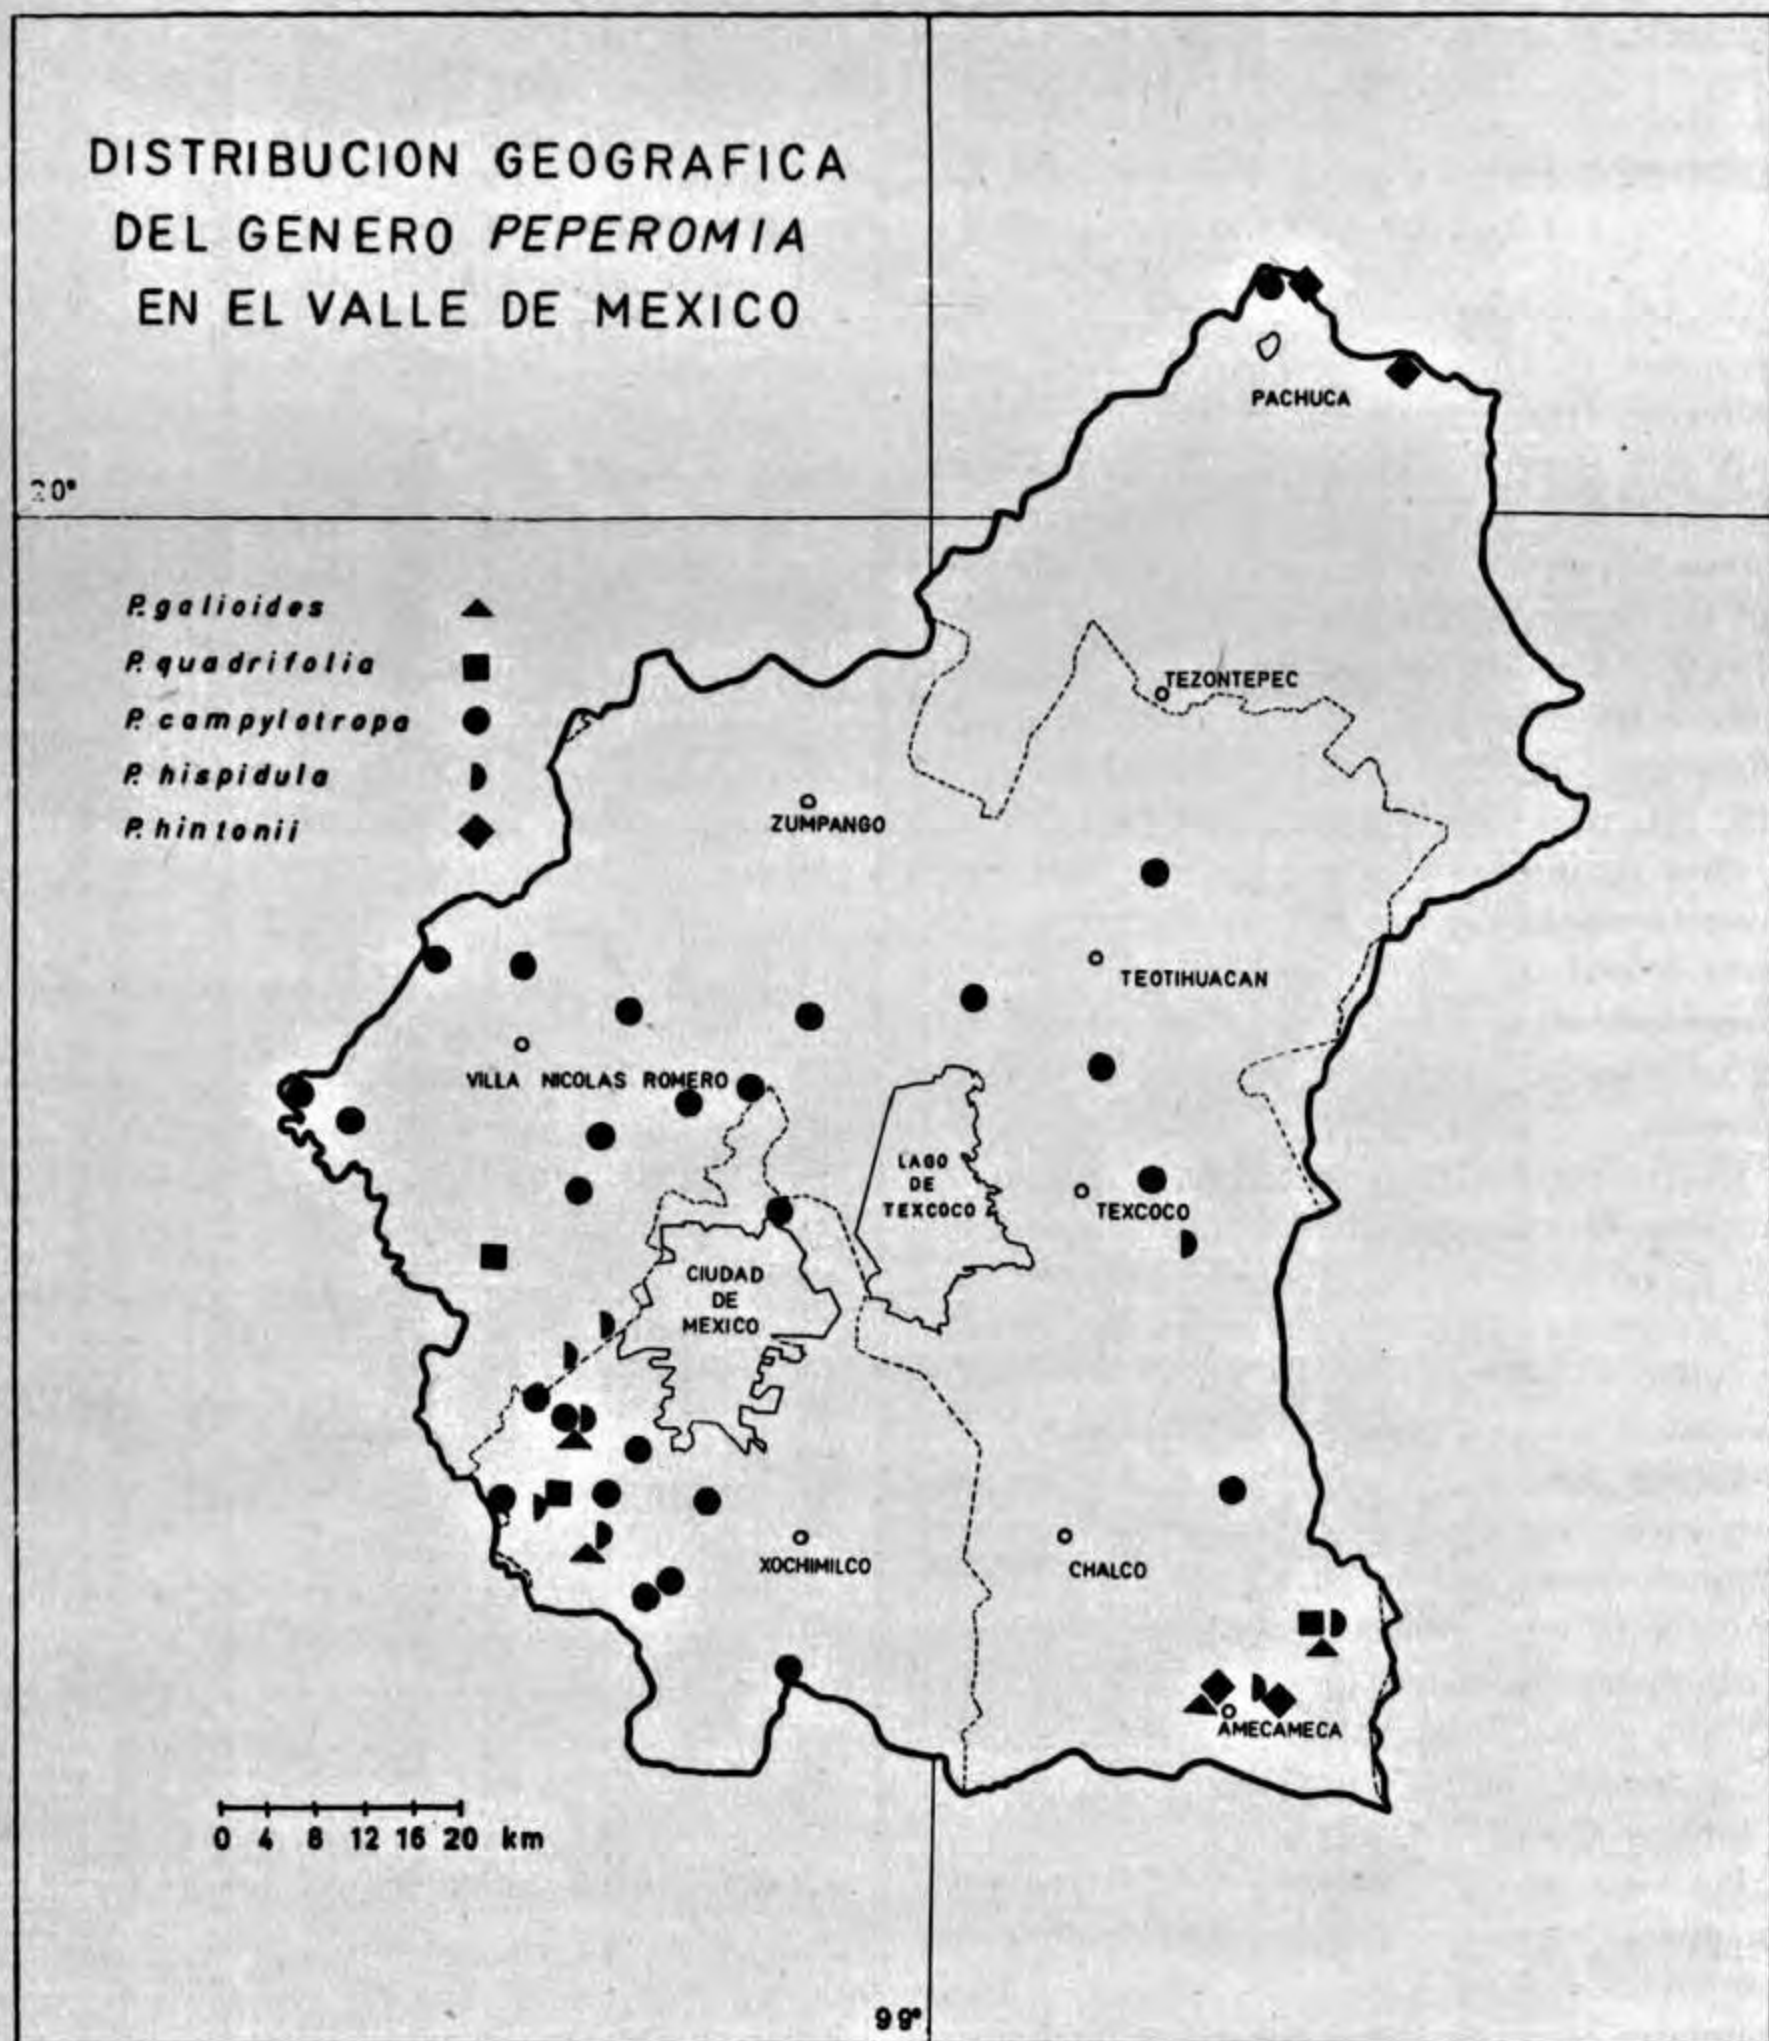 DISTRIBUCION GEOGRAFICA
DEL GENERO PEPEROMIA
EN EL VALLE DE MEXICO
PACHUCA
20°
P. galioides
P. quadrifolia
P. campylotropa
P. hispidula
P. hintonii
TEZONTEPEC
ZUMPANGO
TEOTIHUACAN
VILLA NICOLAS ROMERO
LAGO
DE
TEXCOCO
TEXCOCO
CIUDAD
DE
MEXICO
XOCHIMILCO
CHALCO
AMECAMECA
0 4 8 12 16 20 km
99°